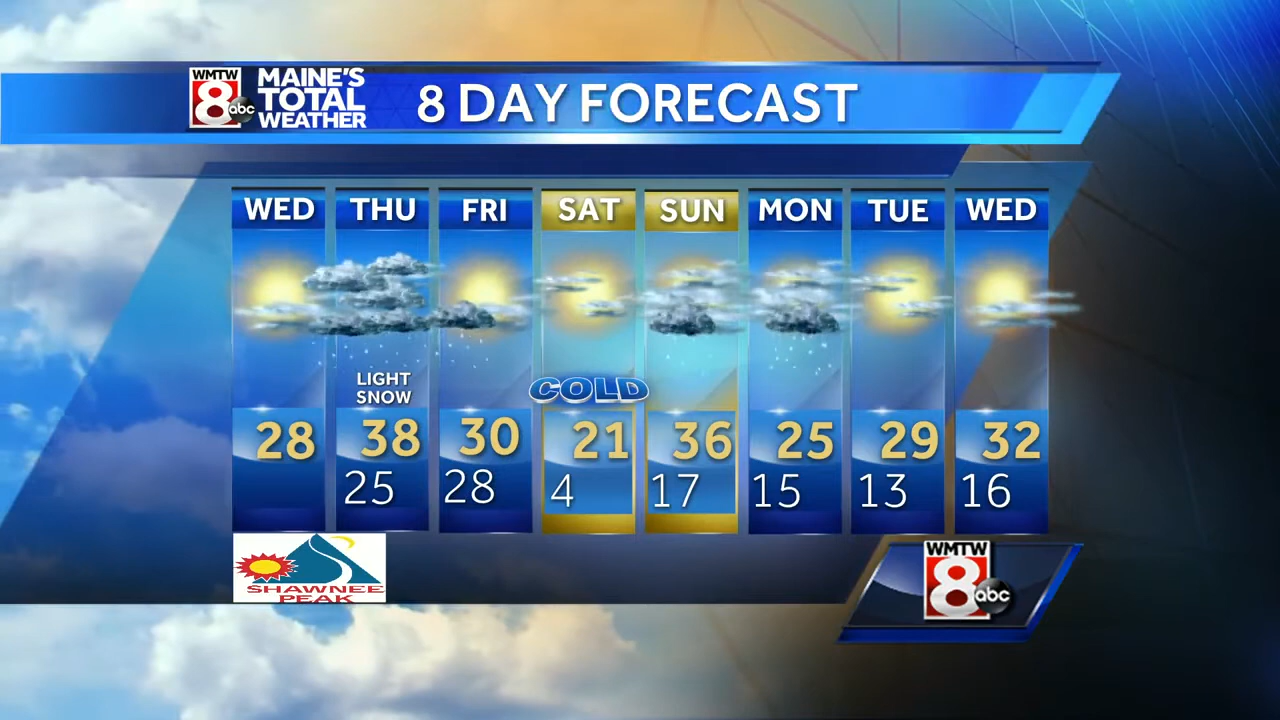 WMTW
8
abc
MAINE'S
TOTAL
WEATHER
8 DAY FORECAST
WED THU FRI SAT SUN MON TUE WED
LIGHT
SNOW
COLD
28 38 30 21 36 25 29 32
25 28 4 17 15 13 16
SHAWNEE
PEAK
WMTW
8
abc